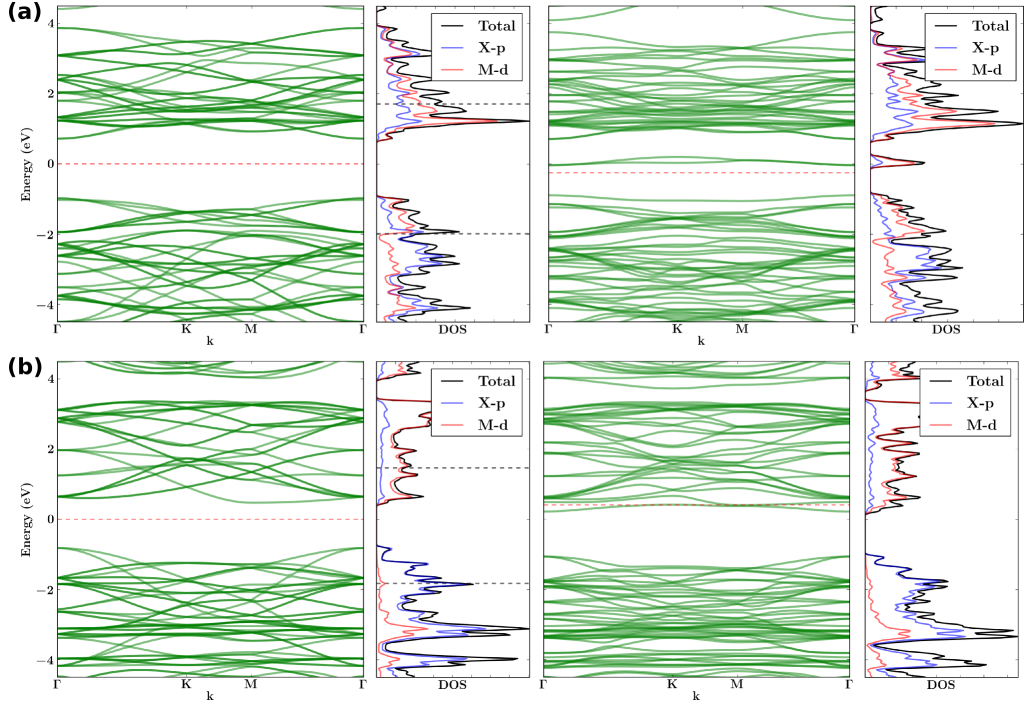 (a)
Energy (eV)
4
2
0
−2
−4
Γ K M Γ
k
Total
X-p
M-d
DOS
Γ K M Γ
k
Total
X-p
M-d
DOS
(b)
Energy (eV)
4
2
0
−2
−4
Γ K M Γ
k
Total
X-p
M-d
DOS
Γ K M Γ
k
Total
X-p
M-d
DOS